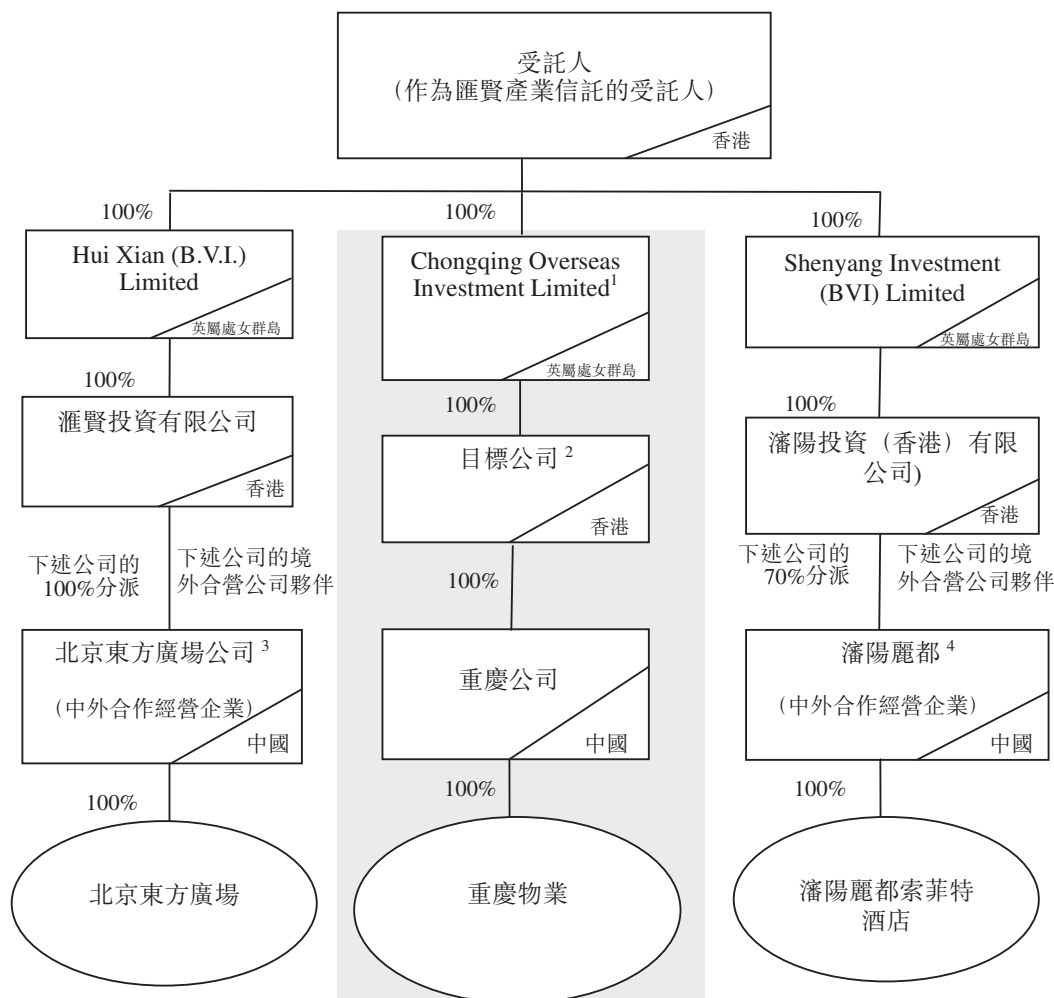 受託人
（作為匯賢產業信託的受託人）
香港
100%
100%
100%
Hui Xian (B.V.I.)
Limited
英屬處女群島
Chongqing Overseas
Investment Limited1
英屬處女群島
Shenyang Investment
(BVI) Limited
英屬處女群島
100%
100%
100%
滙賢投資有限公司
香港
目標公司 2
香港
瀋陽投資（香港）有限
公司)
香港
下述公司的
100%分派
下述公司的境
外合營公司夥伴
100%
下述公司的
70%分派
下述公司的境
外合營公司夥伴
北京東方廣場公司 3
（中外合作經營企業）
中國
重慶公司
中國
瀋陽麗都 4
（中外合作經營企業）
中國
100%
100%
100%
北京東方廣場
重慶物業
瀋陽麗都索菲特
酒店